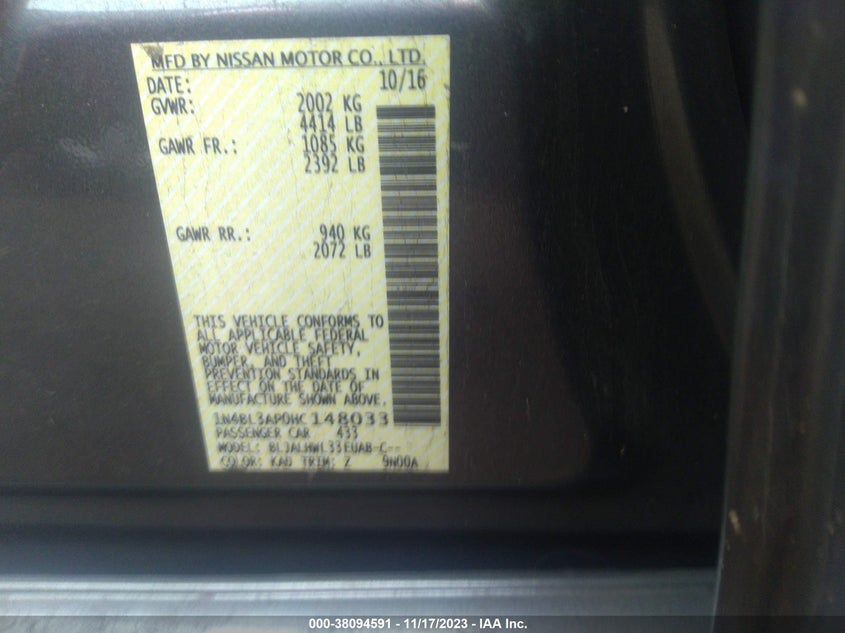 MFD BY NISSAN MOTOR CO., LTD.
DATE: 10/16
GVWR: 2002 KG
4414 LB
GAWR FR.: 1085 KG
2392 LB
GAWR RR.: 940 KG
2072 LB
THIS VEHICLE CONFORMS TO
ALL APPLICABLE FEDERAL
MOTOR VEHICLE SAFETY,
BUMPER, AND THEFT
PREVENTION STANDARDS IN
EFFECT ON THE DATE OF
MANUFACTURE SHOWN ABOVE.
1N4BL3AP0HC148033
PASSENGER CAR 433
MODEL:
COLOR: KAD TRIM: Z 9N00A
000-38094591 - 11/17/2023 - IAA Inc.